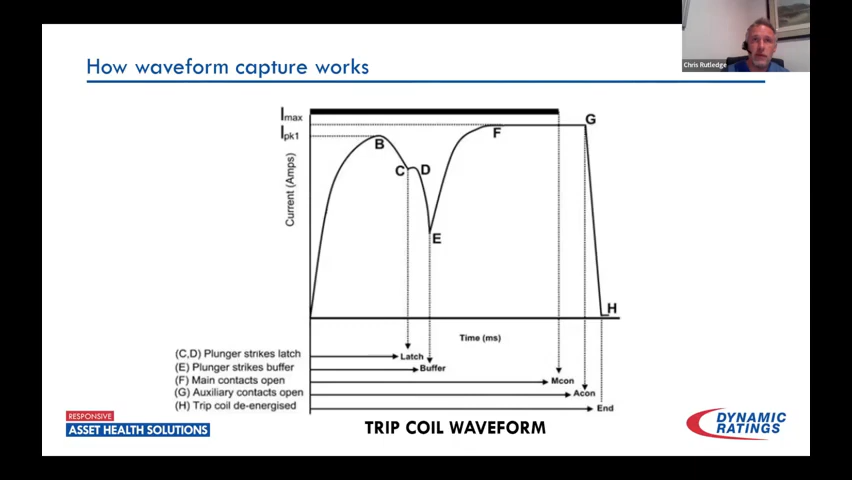 Chris Rutledge
How waveform capture works
Imax
Ipk1
B
C
D
E
F
G
H
Current (Amps)
Time (ms)
(C,D) Plunger strikes latch
Latch
(E) Plunger strikes buffer
Buffer
(F) Main contacts open
Mcon
(G) Auxiliary contacts open
Acon
(H) Trip coil de-energised
End
RESPONSIVE
ASSET HEALTH SOLUTIONS
TRIP COIL WAVEFORM
DYNAMIC
RATINGS